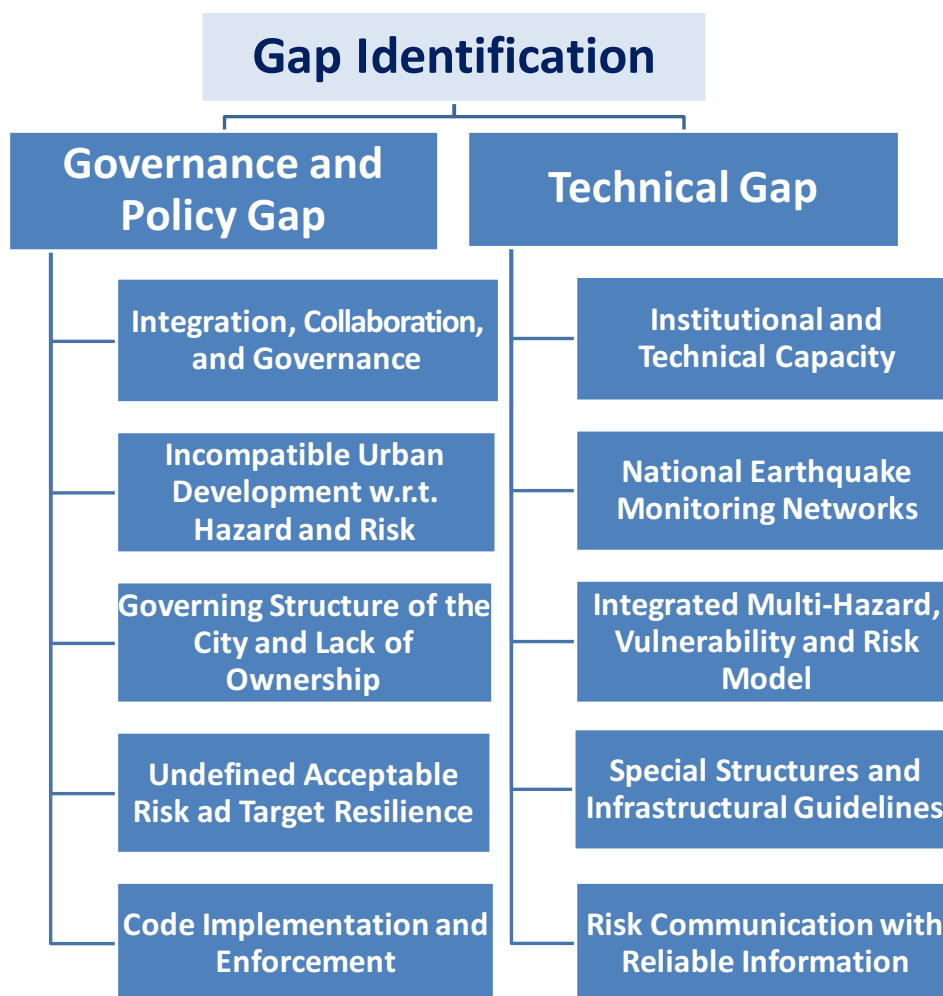 Gap Identification
Governance and
Policy Gap
Integration, Collaboration,
and Governance
Incompatible Urban
Development w.r.t.
Hazard and Risk
Governing Structure of the
City and Lack of
Ownership
Undefined Acceptable
Risk ad Target Resilience
Code Implementation and
Enforcement
Technical Gap
Institutional and
Technical Capacity
National Earthquake
Monitoring Networks
Integrated Multi-Hazard,
Vulnerability and Risk
Model
Special Structures and
Infrastructural Guidelines
Risk Communication with
Reliable Information